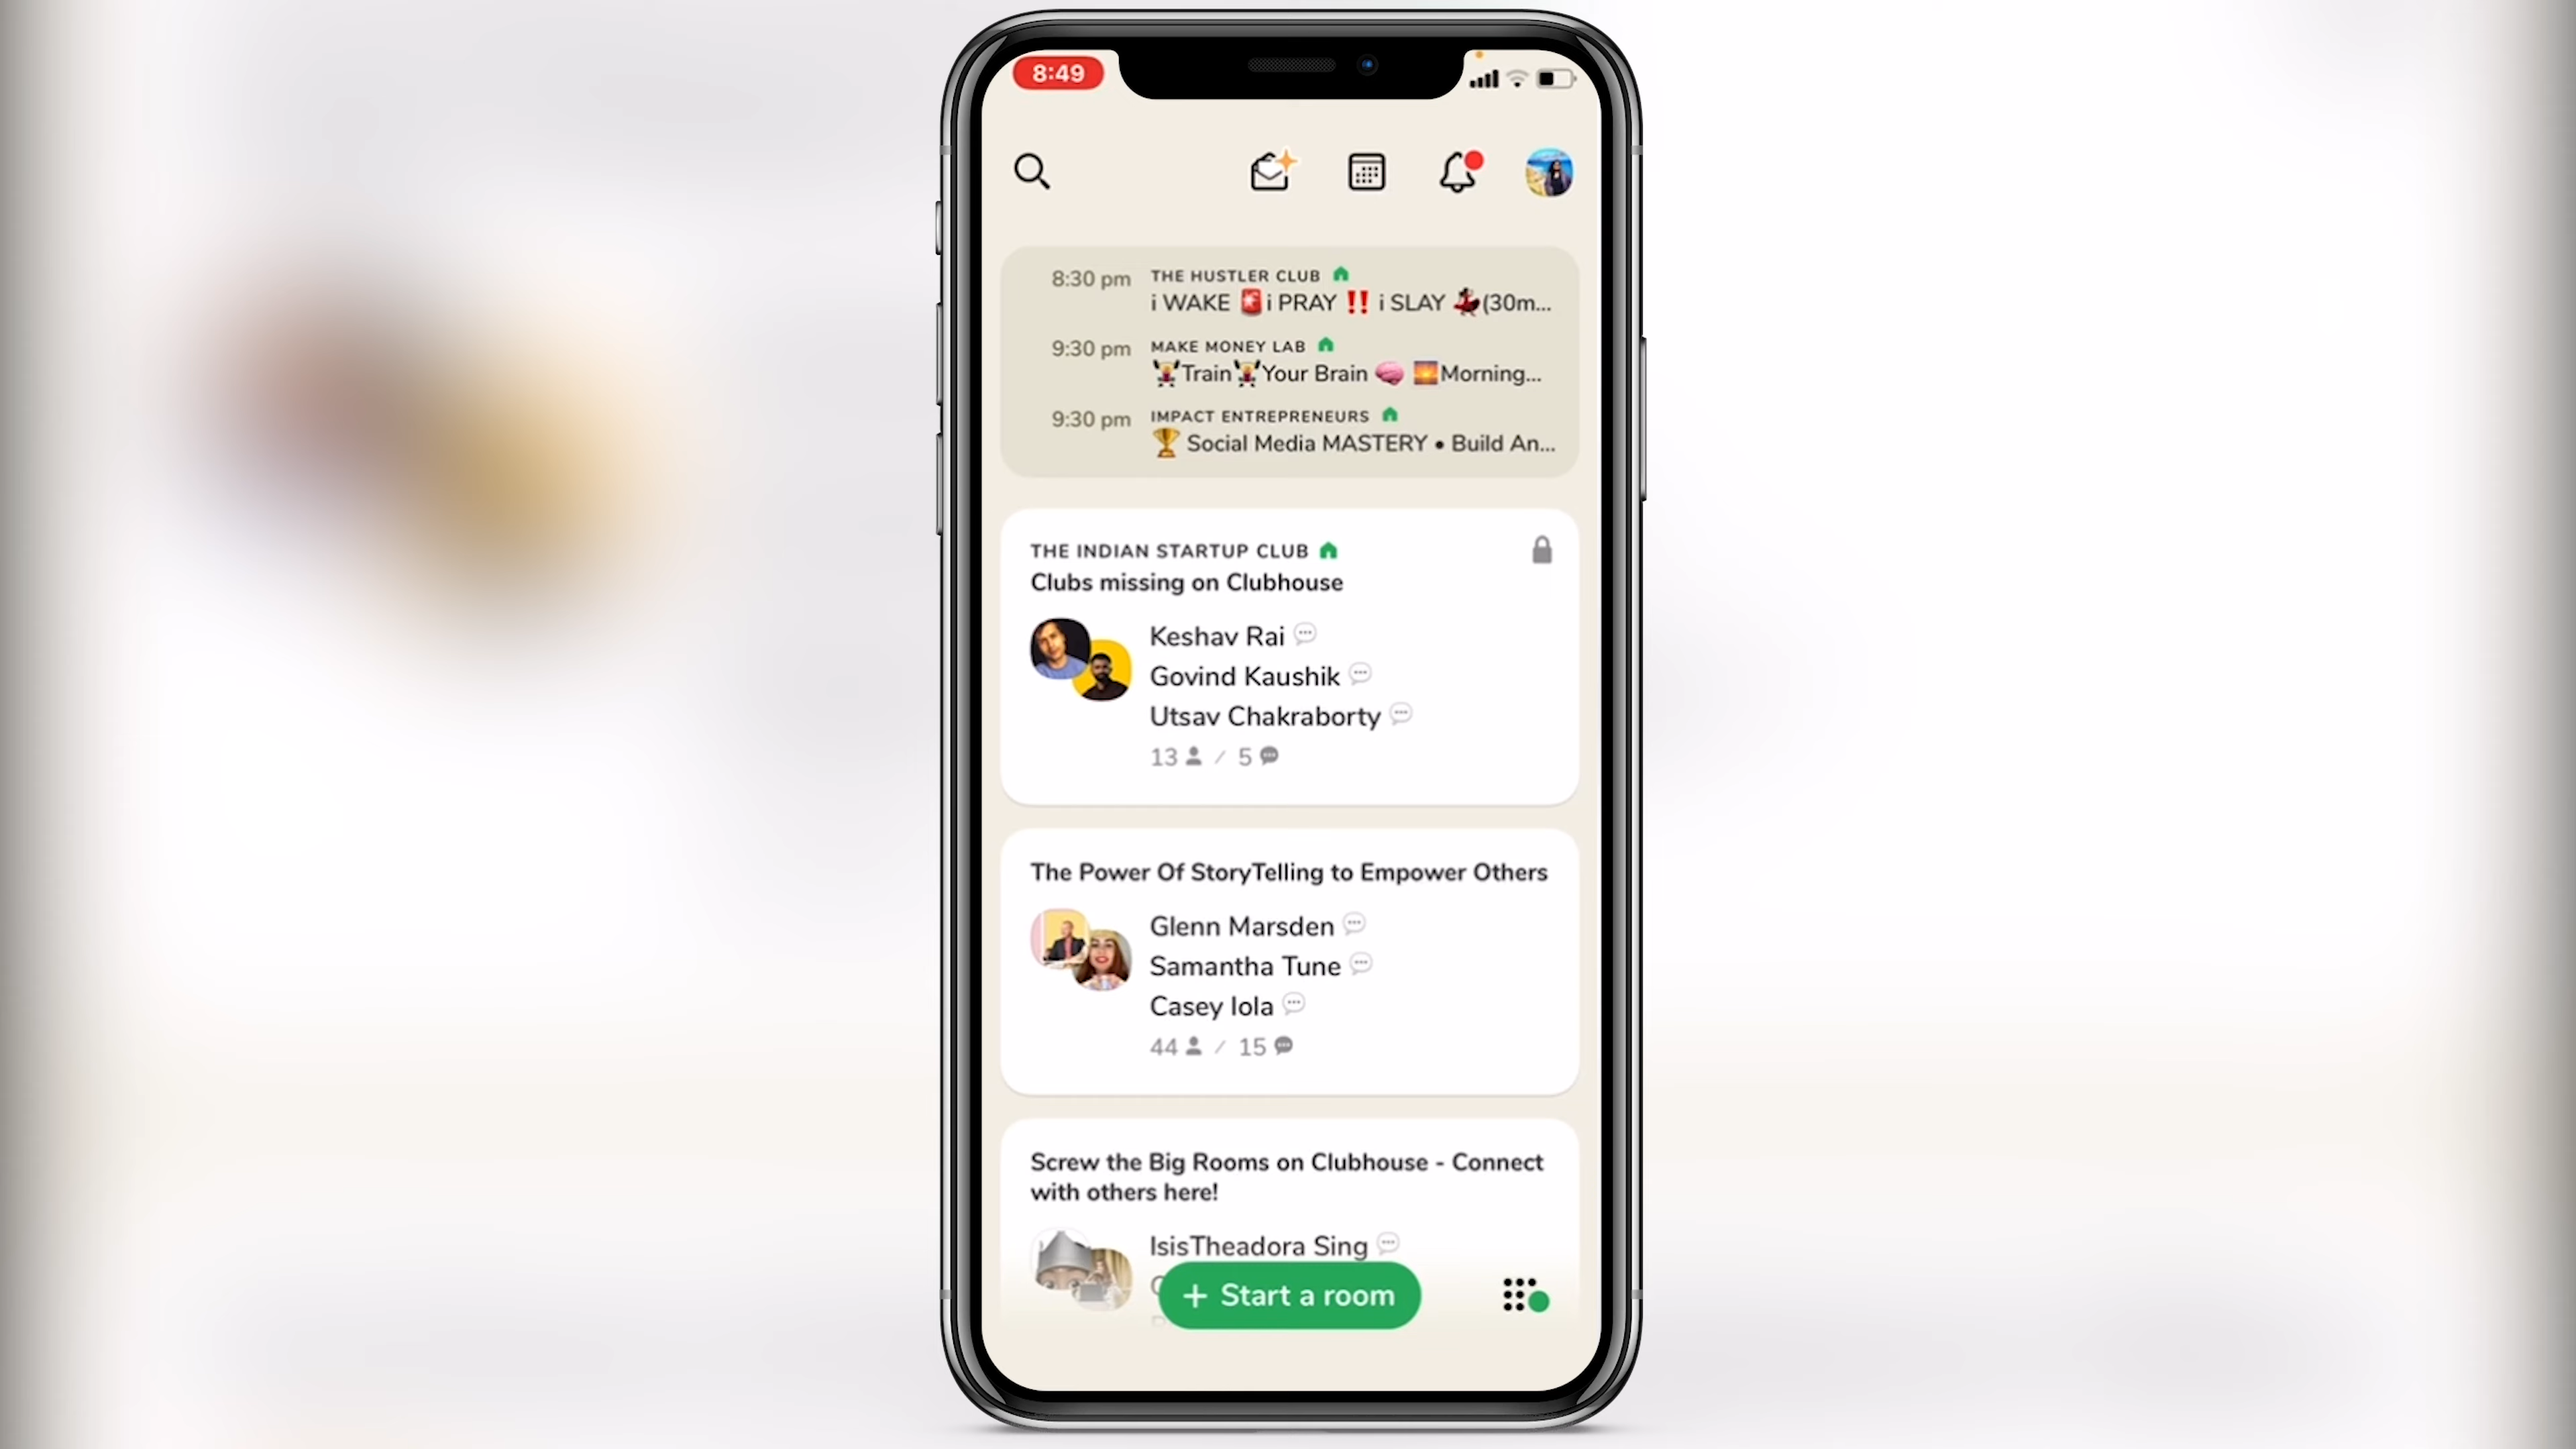 8:49
8:30 pm THE HUSTLER CLUB
i WAKE 🚨i PRAY ‼️ i SLAY 💃(30m...
9:30 pm MAKE MONEY LAB
🏋️Train🏋️Your Brain 🧠 🌅Morning...
9:30 pm IMPACT ENTREPRENEURS
🏆 Social Media MASTERY • Build An...
THE INDIAN STARTUP CLUB
Clubs missing on Clubhouse
Keshav Rai
Govind Kaushik
Utsav Chakraborty
13 / 5
The Power Of StoryTelling to Empower Others
Glenn Marsden
Samantha Tune
Casey Iola
44 / 15
Screw the Big Rooms on Clubhouse - Connect
with others here!
IsisTheadora Sing
+ Start a room